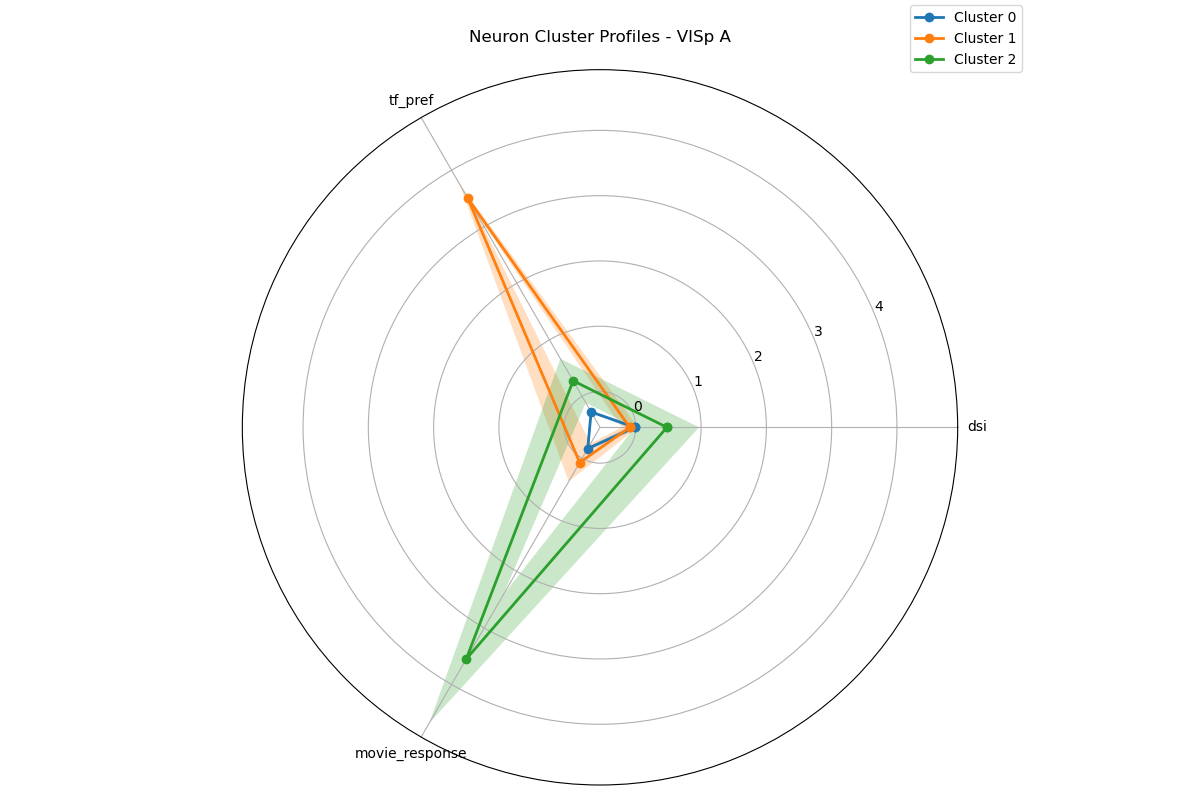 Cluster 0
Cluster 1
Cluster 2
Neuron Cluster Profiles - VISp A
tf_pref
4
3
2
1
0
dsi
movie_response